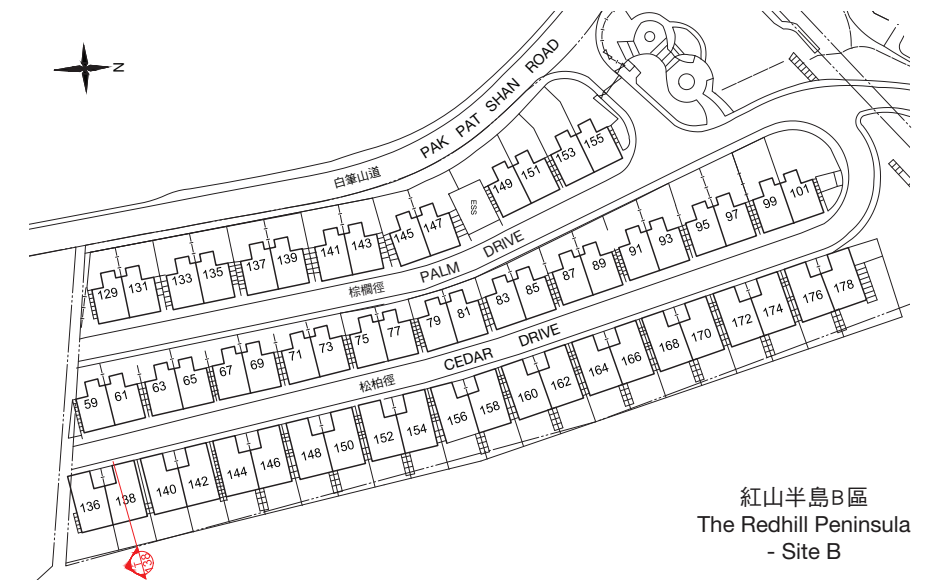 N
PAK PAT SHAN ROAD
白筆山道
129 131 133 135 137 139 141 143 145 147 ESS 149 151 153 155
PALM DRIVE
棕櫚徑
59 61 63 65 67 69 71 73 75 77 79 81 83 85 87 89 91 93 95 97 99 101
CEDAR DRIVE
松柏徑
136 138 140 142 144 146 148 150 152 154 156 158 160 162 164 166 168 170 172 174 176 178
138
紅山半島B區
The Redhill Peninsula
- Site B